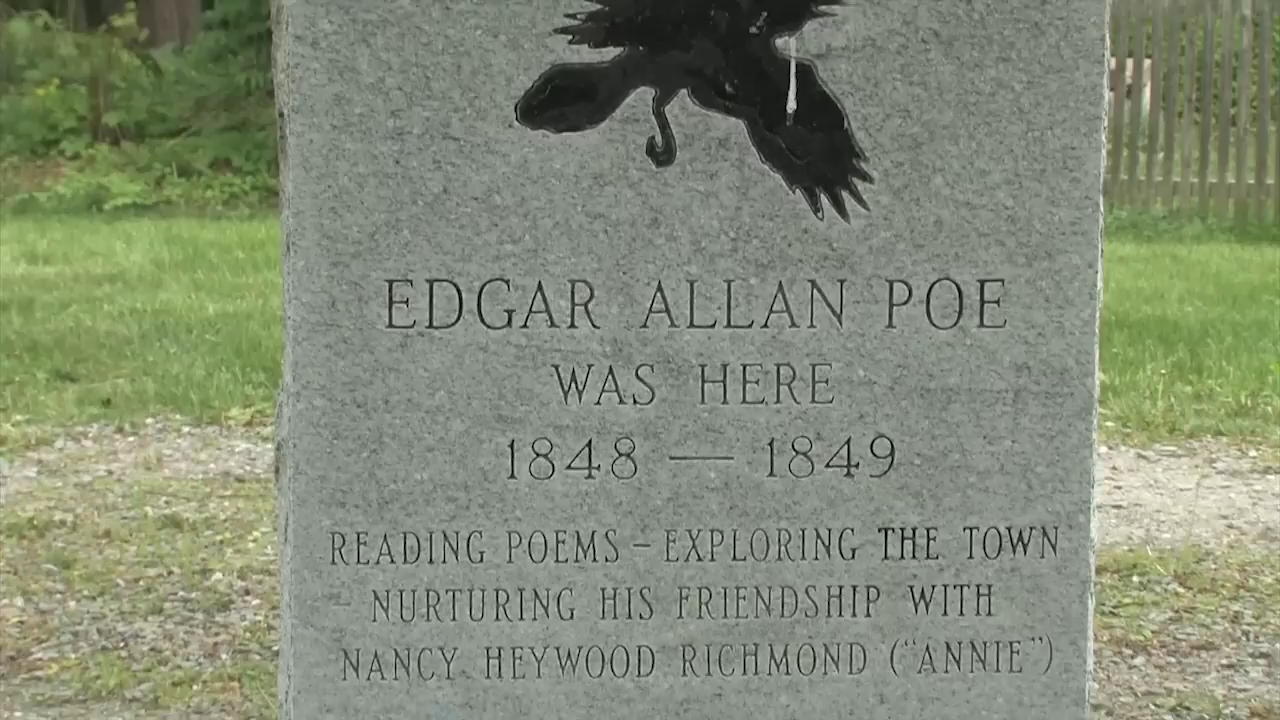 EDGAR ALLAN POE
WAS HERE
1848 — 1849
READING POEMS – EXPLORING THE TOWN
– NURTURING HIS FRIENDSHIP WITH
NANCY HEYWOOD RICHMOND (“ANNIE”)